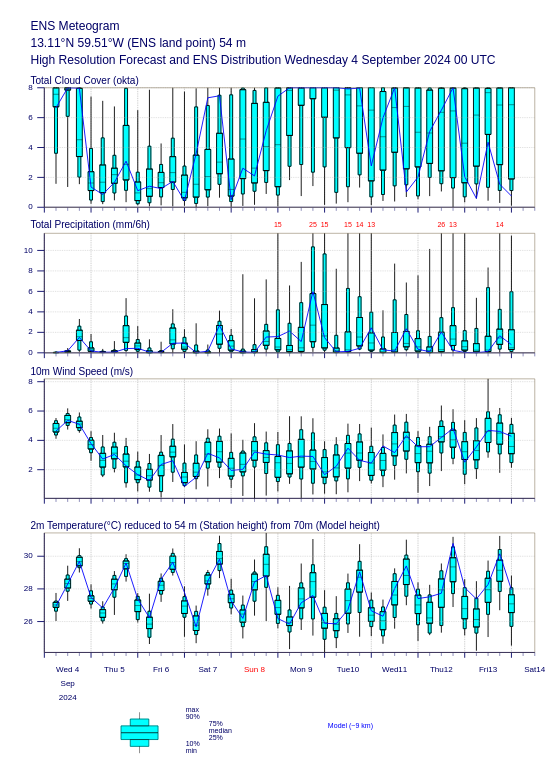 ENS Meteogram
13.11°N 59.51°W (ENS land point) 54 m
High Resolution Forecast and ENS Distribution Wednesday 4 September 2024 00 UTC
Total Cloud Cover (okta)
8
6
4
2
0
Total Precipitation (mm/6h)
15 25 15 15 14 13 26 13 14
10
8
6
4
2
0
10m Wind Speed (m/s)
8
6
4
2
2m Temperature(°C) reduced to 54 m (Station height) from 70m (Model height)
30
28
26
Wed 4 Thu 5 Fri 6 Sat 7 Sun 8 Mon 9 Tue10 Wed11 Thu12 Fri13 Sat14
Sep
2024
max
90%
75%
median
25%
10%
min
Model (~9 km)